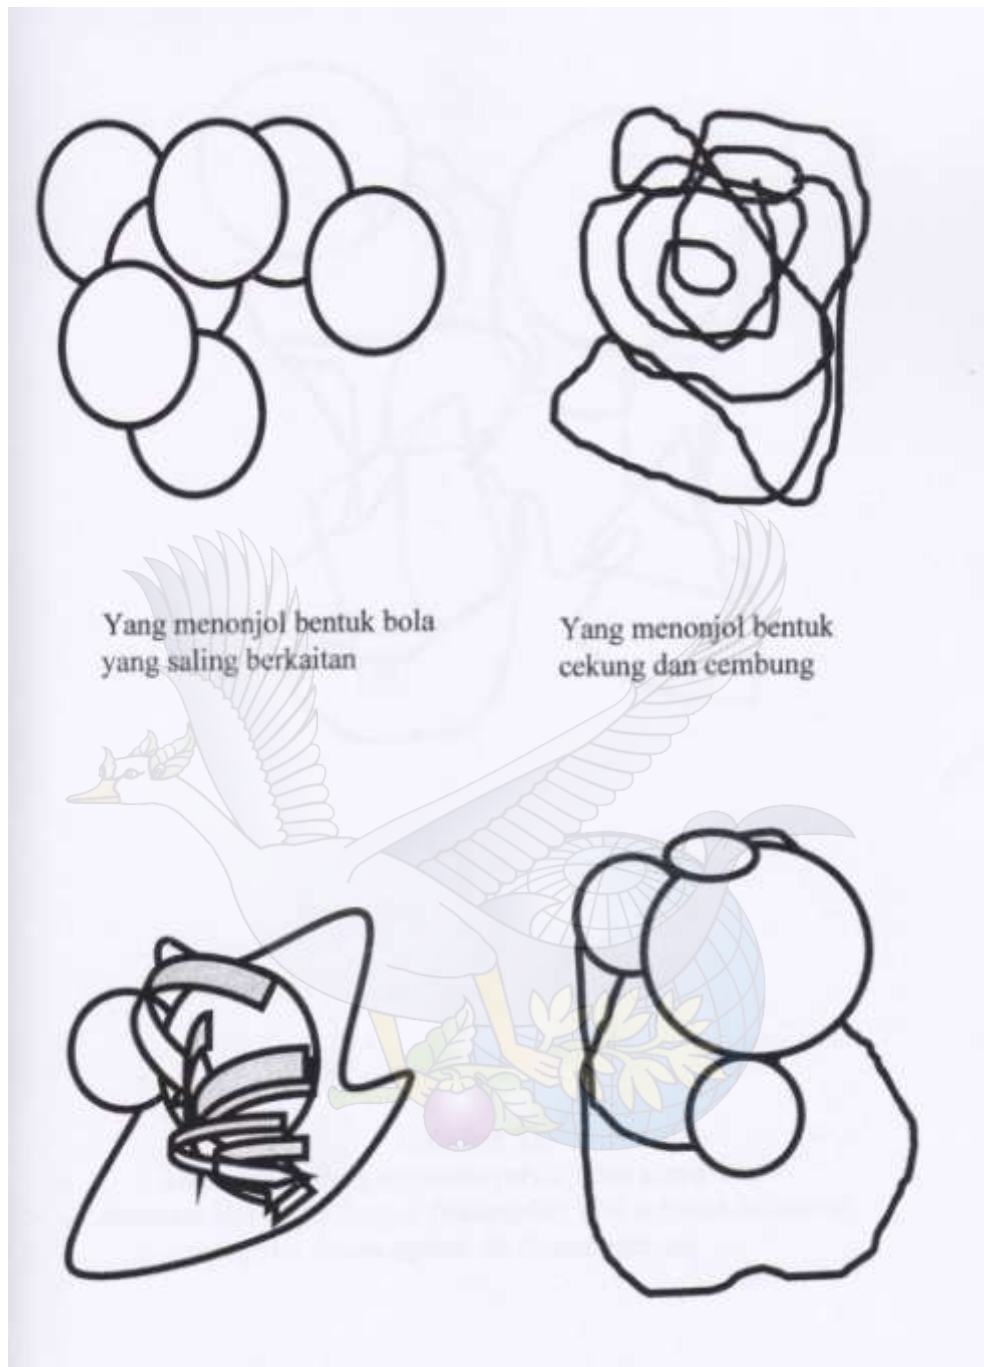 Yang menonjol bentuk bola
yang saling berkaitan
Yang menonjol bentuk
cekung dan cembung